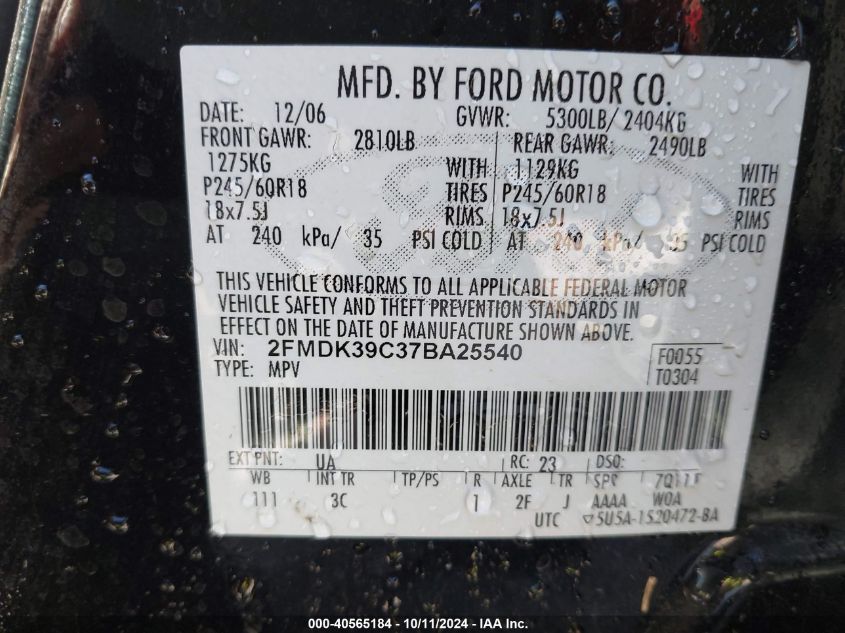 MFD. BY FORD MOTOR CO.
DATE: 12/06 GVWR: 5300LB/ 2404KG
FRONT GAWR: 2810LB REAR GAWR: 2490LB
1275KG WITH 1129KG WITH
P245/60R18 TIRES P245/60R18 TIRES
18x7.5J RIMS 18x7.5J RIMS
AT 240 kPa/ 35 PSI COLD AT 240 kPa/ 35 PSI COLD
THIS VEHICLE CONFORMS TO ALL APPLICABLE FEDERAL MOTOR
VEHICLE SAFETY AND THEFT PREVENTION STANDARDS IN
EFFECT ON THE DATE OF MANUFACTURE SHOWN ABOVE.
VIN: 2FMDK39C37BA25540 F0055
TYPE: MPV T0304
EXT PNT: UA RC: 23 DSO:
WB INT TR TP/PS R AXLE TR SPR
111 3C 1 2F J AAAA W0A
UTC ▽5U5A-1520472-BA
000-40565184 - 10/11/2024 - IAA Inc.